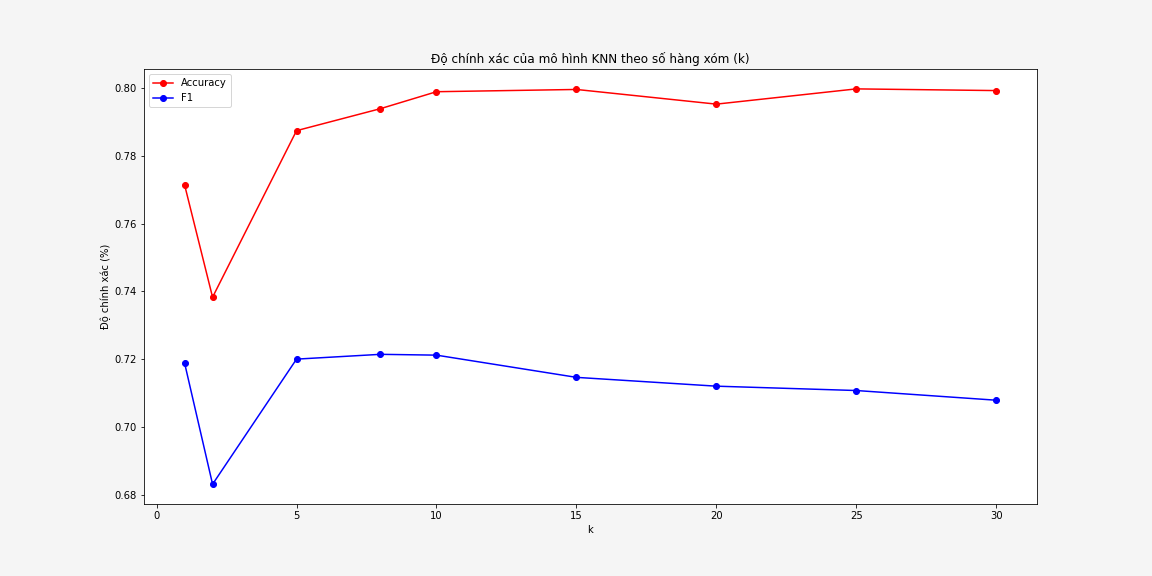 Độ chính xác của mô hình KNN theo số hàng xóm (k)
Accuracy
F1
Độ chính xác (%)
0.80
0.78
0.76
0.74
0.72
0.70
0.68
0 5 10 15 20 25 30
k